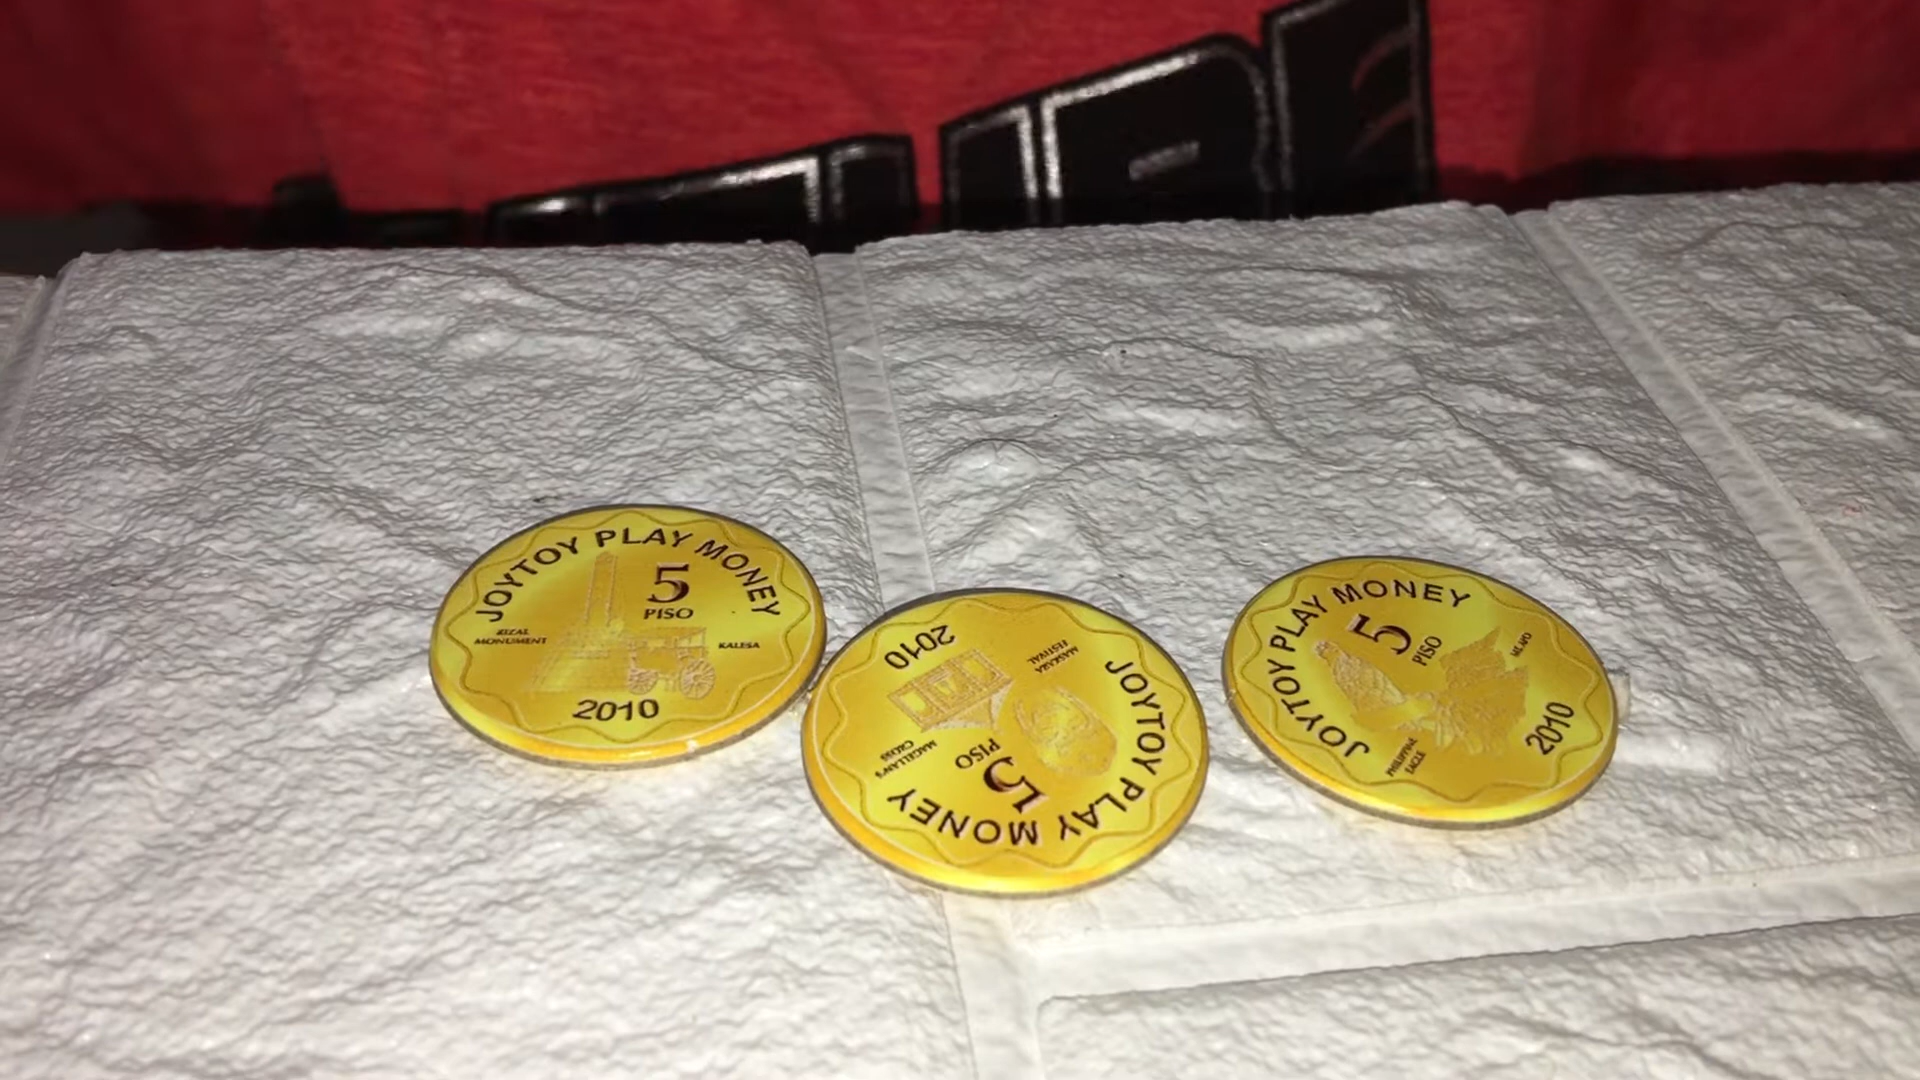 JOYTOY PLAY MONEY
5
PISO
RIZAL
MONUMENT
KALESA
2010
JOYTOY PLAY MONEY
5
PISO
MAGELLAN'S
CROSS
MASKARA
FESTIVAL
2010
JOYTOY PLAY MONEY
5
PISO
PHILIPPINE
EAGLE
2010